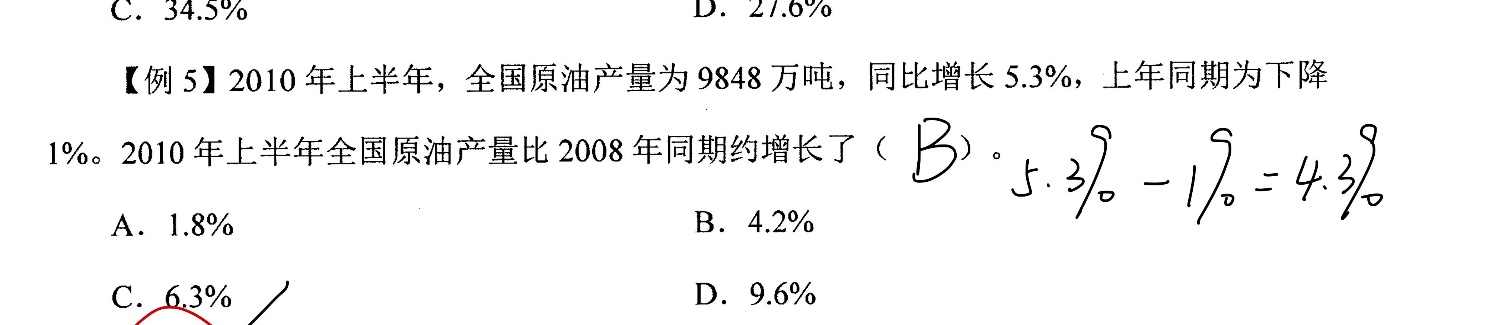 C．34.5% D．27.6%
【例 5】2010 年上半年，全国原油产量为 9848 万吨，同比增长 5.3%，上年同期为下降
1%。2010 年上半年全国原油产量比 2008 年同期约增长了（ B ）。 5.3% - 1% = 4.3%
A．1.8% B．4.2%
C．6.3% D．9.6%